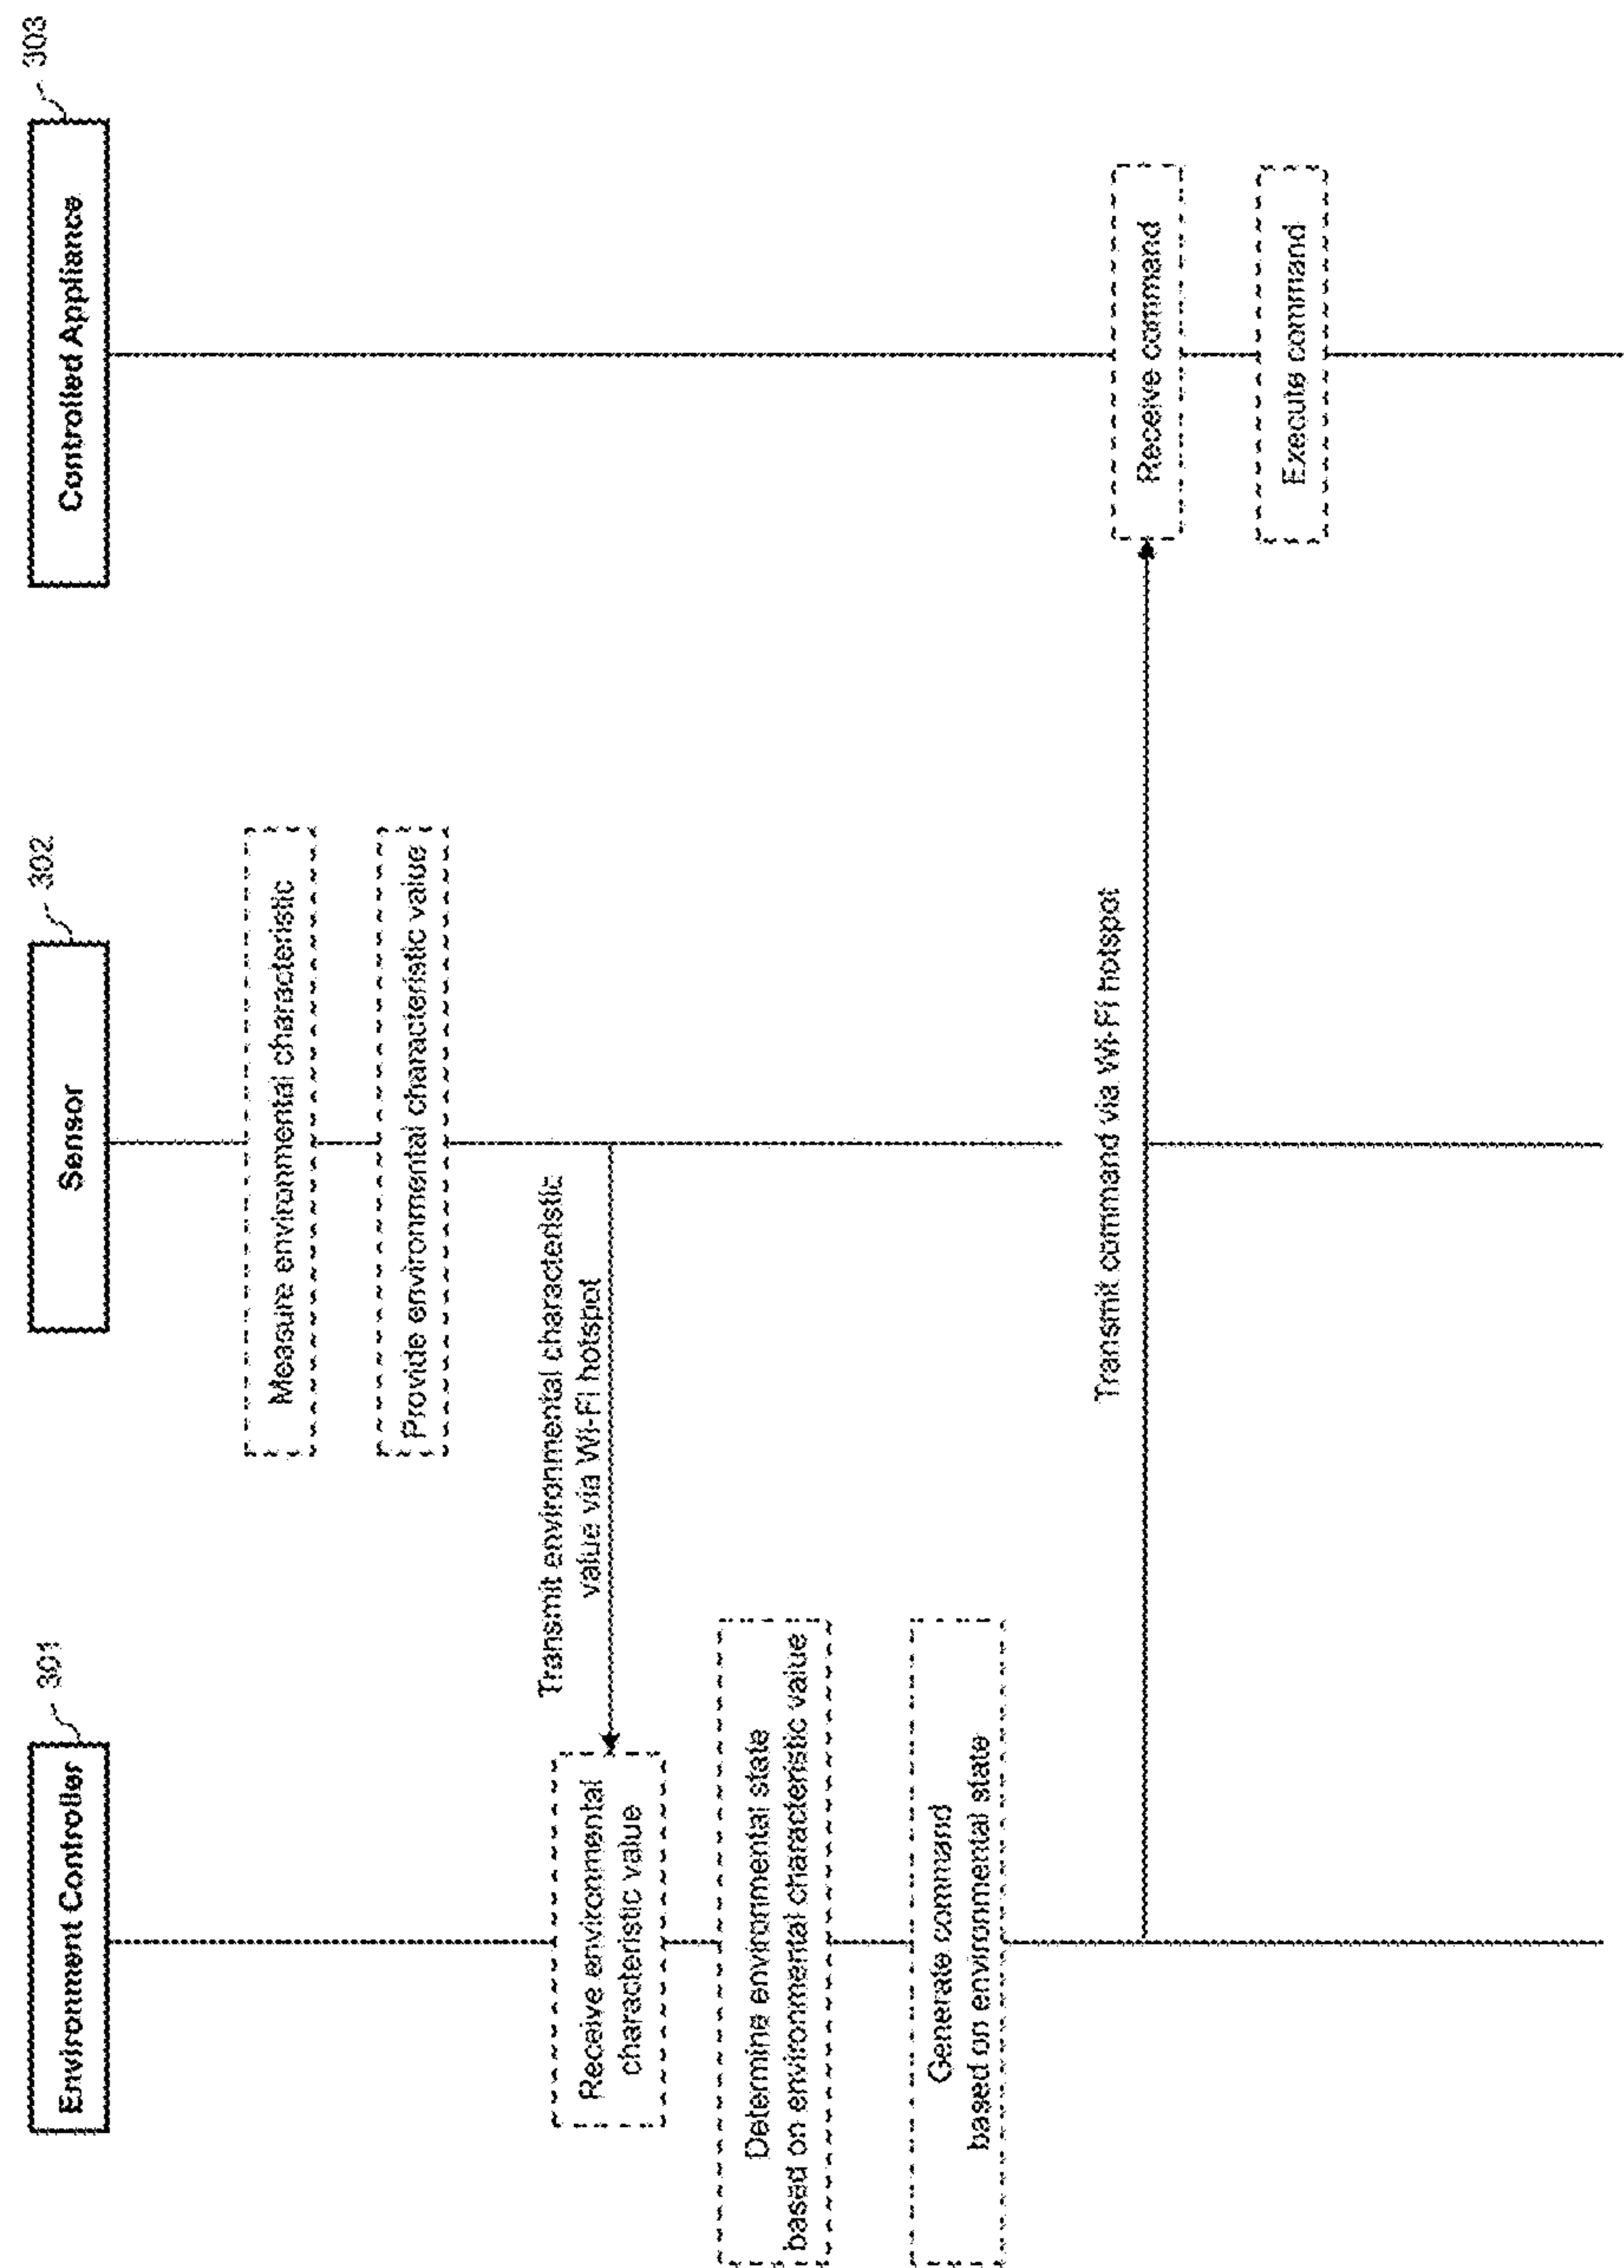 Environment Controller
301
Sensor
302
Controlled Appliance
303
Measure environmental characteristic
Provide environmental characteristic value
Transmit environmental characteristic
value via Wi-Fi hotspot
Receive environmental
characteristic value
Determine environmental state
based on environmental characteristic value
Generate command
based on environmental state
Transmit command via Wi-Fi hotspot
Receive command
Execute command